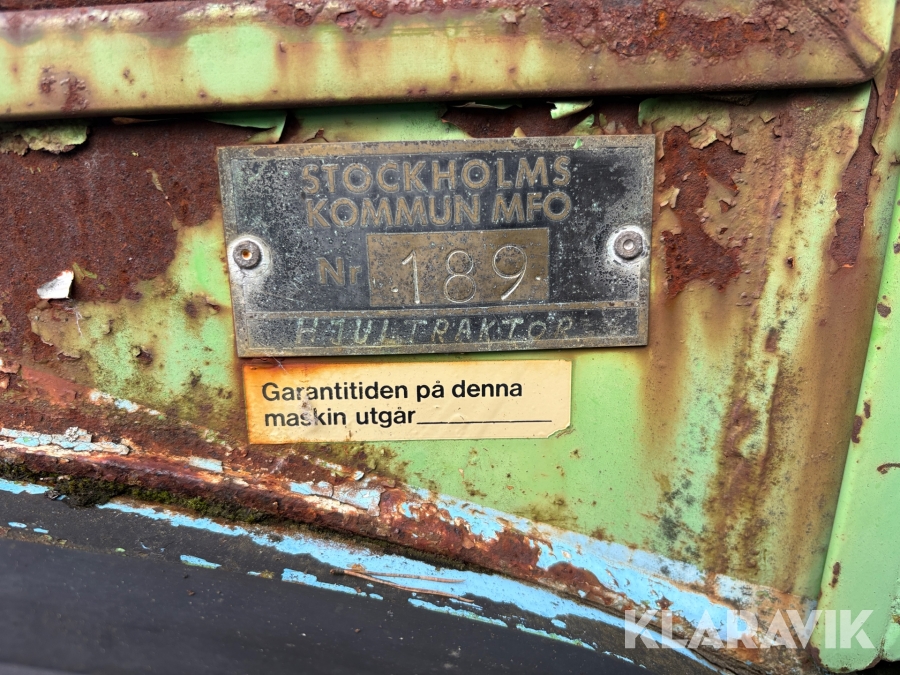 STOCKHOLMS
KOMMUN MFO
Nr 189
HJULTRAKTOR
Garantitiden på denna
maskin utgår
KLARAVIK